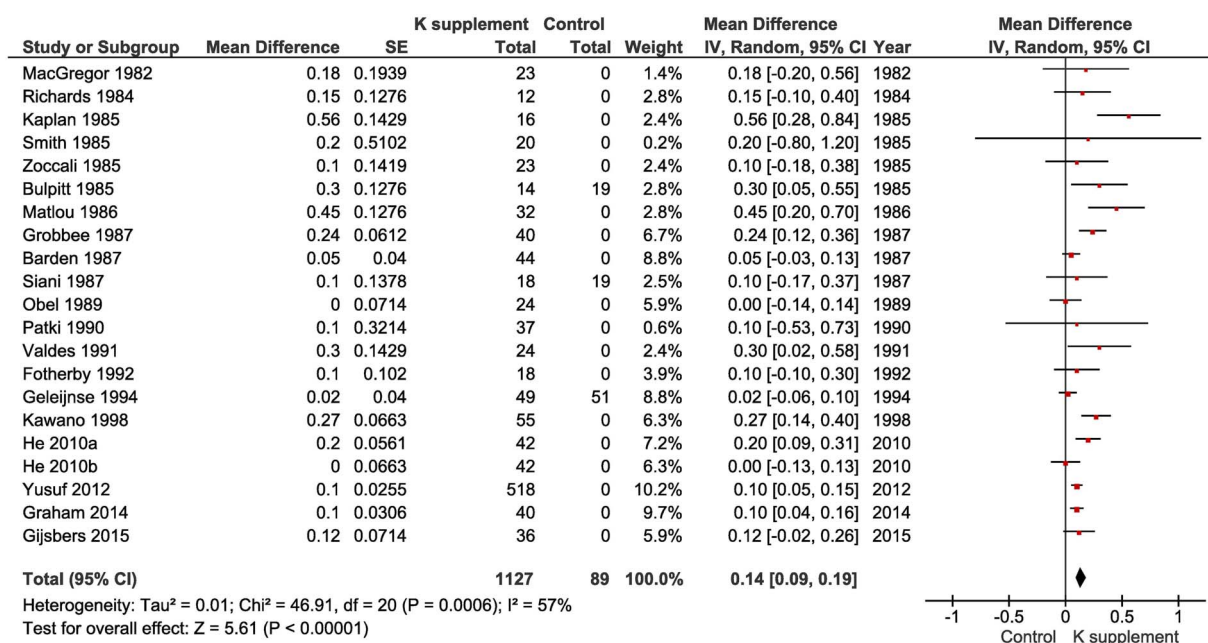 K supplement Control Mean Difference Mean Difference
Study or Subgroup Mean Difference SE Total Total Weight IV, Random, 95% CI Year IV, Random, 95% CI
MacGregor 1982 0.18 0.1939 23 0 1.4% 0.18 [-0.20, 0.56] 1982
Richards 1984 0.15 0.1276 12 0 2.8% 0.15 [-0.10, 0.40] 1984
Kaplan 1985 0.56 0.1429 16 0 2.4% 0.56 [0.28, 0.84] 1985
Smith 1985 0.2 0.5102 20 0 0.2% 0.20 [-0.80, 1.20] 1985
Zoccali 1985 0.1 0.1419 23 0 2.4% 0.10 [-0.18, 0.38] 1985
Bulpitt 1985 0.3 0.1276 14 19 2.8% 0.30 [0.05, 0.55] 1985
Matlou 1986 0.45 0.1276 32 0 2.8% 0.45 [0.20, 0.70] 1986
Grobbee 1987 0.24 0.0612 40 0 6.7% 0.24 [0.12, 0.36] 1987
Barden 1987 0.05 0.04 44 0 8.8% 0.05 [-0.03, 0.13] 1987
Siani 1987 0.1 0.1378 18 19 2.5% 0.10 [-0.17, 0.37] 1987
Obel 1989 0 0.0714 24 0 5.9% 0.00 [-0.14, 0.14] 1989
Patki 1990 0.1 0.3214 37 0 0.6% 0.10 [-0.53, 0.73] 1990
Valdes 1991 0.3 0.1429 24 0 2.4% 0.30 [0.02, 0.58] 1991
Fotherby 1992 0.1 0.102 18 0 3.9% 0.10 [-0.10, 0.30] 1992
Geleijnse 1994 0.02 0.04 49 51 8.8% 0.02 [-0.06, 0.10] 1994
Kawano 1998 0.27 0.0663 55 0 6.3% 0.27 [0.14, 0.40] 1998
He 2010a 0.2 0.0561 42 0 7.2% 0.20 [0.09, 0.31] 2010
He 2010b 0 0.0663 42 0 6.3% 0.00 [-0.13, 0.13] 2010
Yusuf 2012 0.1 0.0255 518 0 10.2% 0.10 [0.05, 0.15] 2012
Graham 2014 0.1 0.0306 40 0 9.7% 0.10 [0.04, 0.16] 2014
Gijsbers 2015 0.12 0.0714 36 0 5.9% 0.12 [-0.02, 0.26] 2015
Total (95% CI) 1127 89 100.0% 0.14 [0.09, 0.19]
Heterogeneity: Tau² = 0.01; Chi² = 46.91, df = 20 (P = 0.0006); I² = 57%
Test for overall effect: Z = 5.61 (P < 0.00001)
-1 -0.5 0 0.5 1
Control K supplement